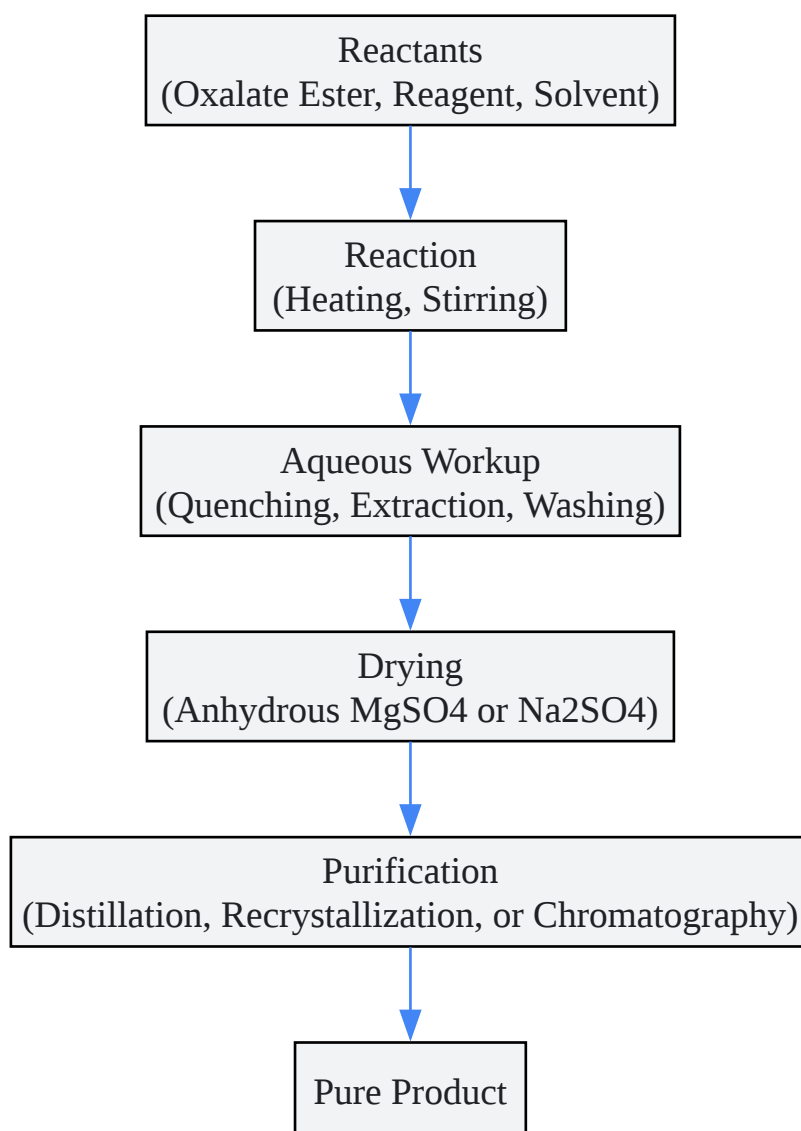 Reactants
(Oxalate Ester, Reagent, Solvent)
Reaction
(Heating, Stirring)
Aqueous Workup
(Quenching, Extraction, Washing)
Drying
(Anhydrous MgSO4 or Na2SO4)
Purification
(Distillation, Recrystallization, or Chromatography)
Pure Product